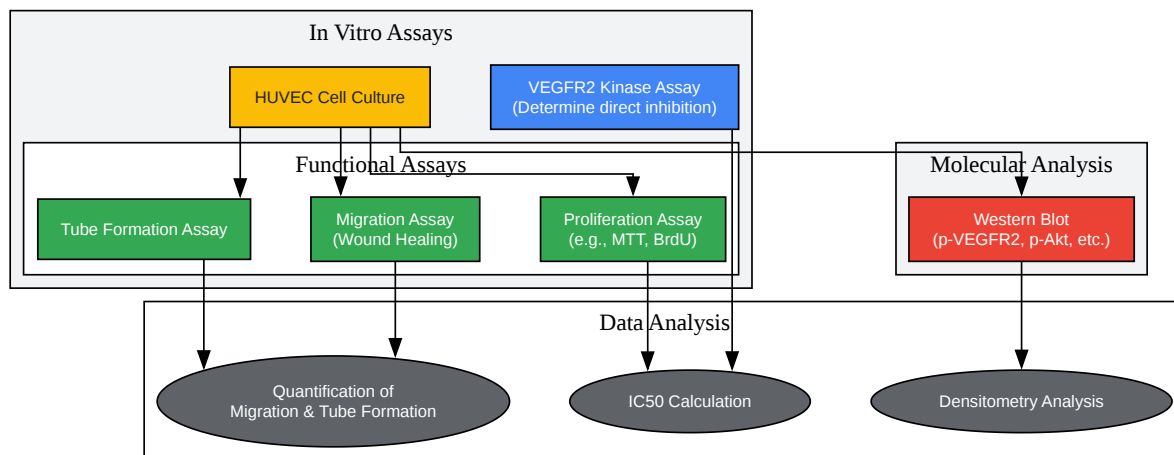 In Vitro Assays
HUVEC Cell Culture
VEGFR2 Kinase Assay
(Determine direct inhibition)
Functional Assays
Molecular Analysis
Tube Formation Assay
Migration Assay
(Wound Healing)
Proliferation Assay
(e.g., MTT, BrdU)
Western Blot
(p-VEGFR2, p-Akt, etc.)
Data Analysis
Quantification of
Migration & Tube Formation
IC50 Calculation
Densitometry Analysis